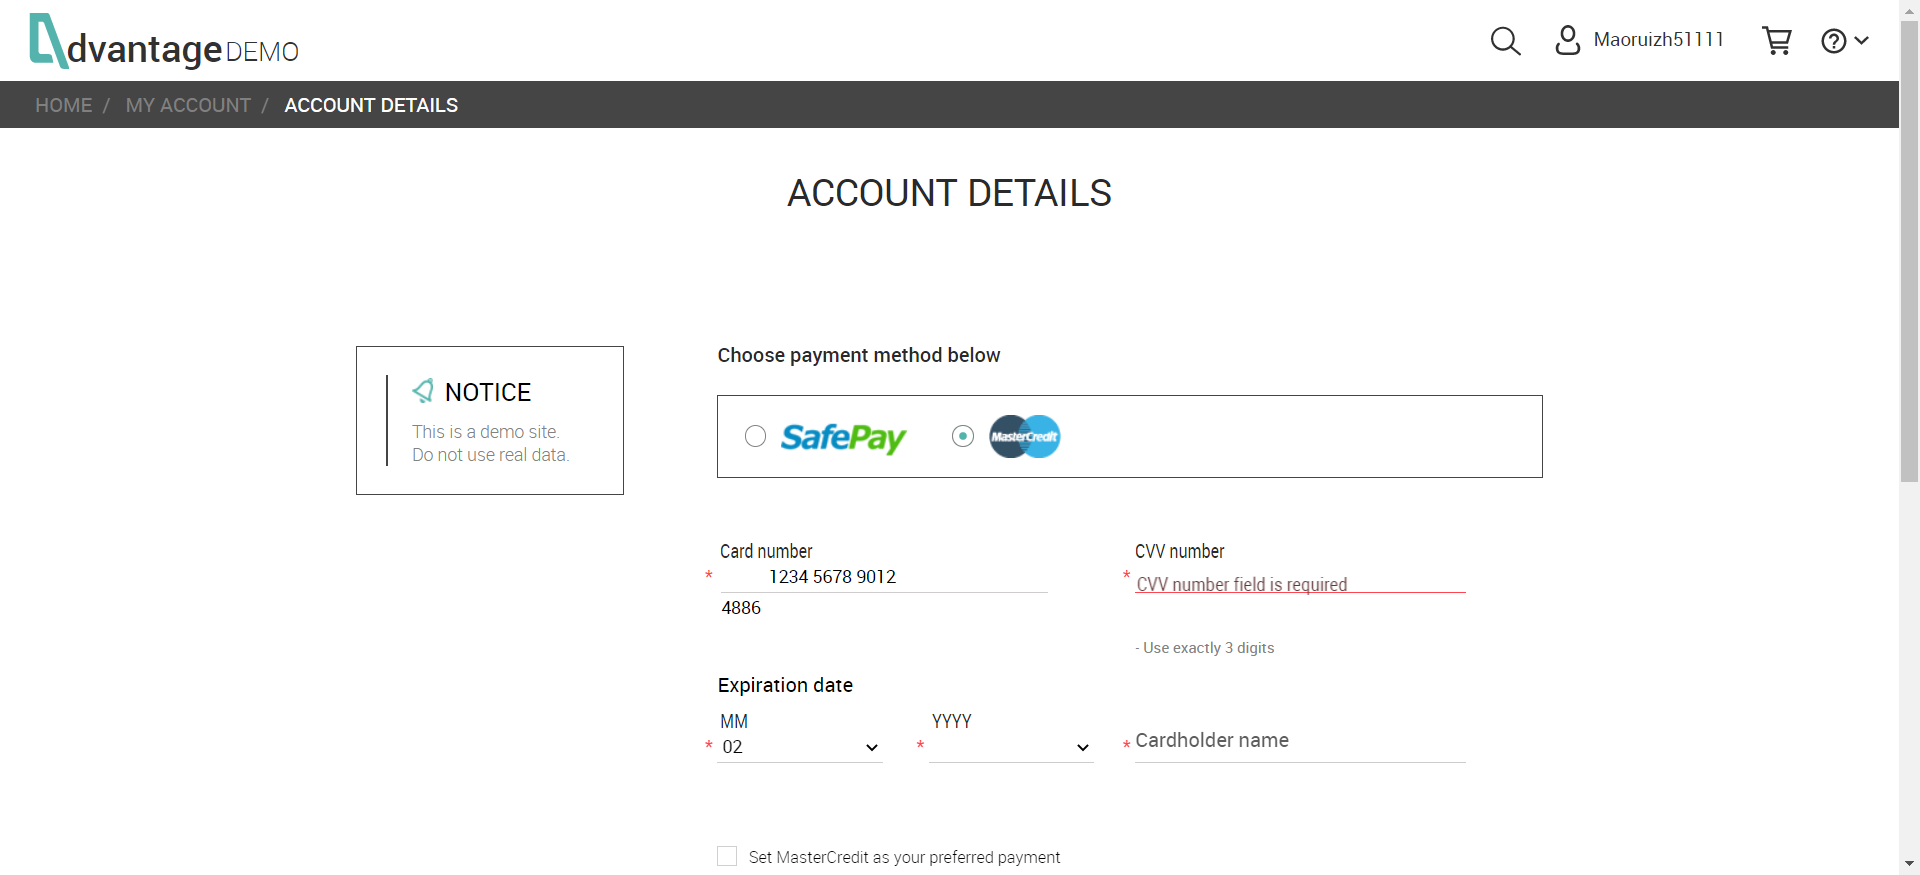 dvantage DEMO
Maoruizh51111
HOME / MY ACCOUNT / ACCOUNT DETAILS
ACCOUNT DETAILS
NOTICE
This is a demo site.
Do not use real data.
Choose payment method below
SafePay
MasterCredit
Card number
* 1234 5678 9012
4886
CVV number
* CVV number field is required
- Use exactly 3 digits
Expiration date
MM
* 02
YYYY
*
* Cardholder name
Set MasterCredit as your preferred payment